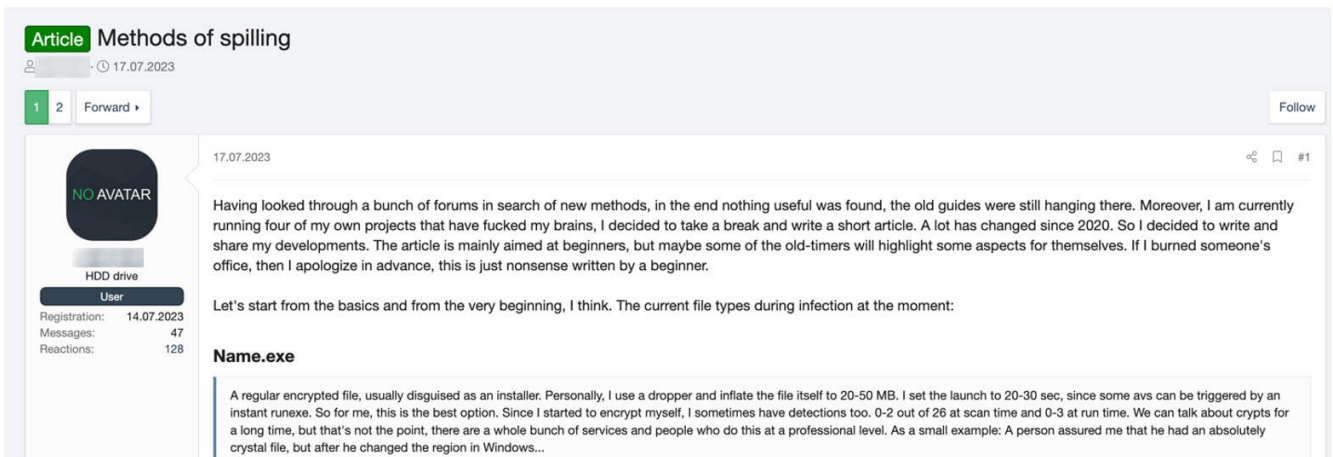 Article Methods of spilling
· 17.07.2023
1 2 Forward ▸
Follow
17.07.2023
#1
NO AVATAR
HDD drive
User
Registration: 14.07.2023
Messages: 47
Reactions: 128
Having looked through a bunch of forums in search of new methods, in the end nothing useful was found, the old guides were still hanging there. Moreover, I am currently
running four of my own projects that have fucked my brains, I decided to take a break and write a short article. A lot has changed since 2020. So I decided to write and
share my developments. The article is mainly aimed at beginners, but maybe some of the old-timers will highlight some aspects for themselves. If I burned someone's
office, then I apologize in advance, this is just nonsense written by a beginner.
Let's start from the basics and from the very beginning, I think. The current file types during infection at the moment:
Name.exe
A regular encrypted file, usually disguised as an installer. Personally, I use a dropper and inflate the file itself to 20-50 MB. I set the launch to 20-30 sec, since some avs can be triggered by an
instant runexe. So for me, this is the best option. Since I started to encrypt myself, I sometimes have detections too. 0-2 out of 26 at scan time and 0-3 at run time. We can talk about crypts for
a long time, but that's not the point, there are a whole bunch of services and people who do this at a professional level. As a small example: A person assured me that he had an absolutely
crystal file, but after he changed the region in Windows...